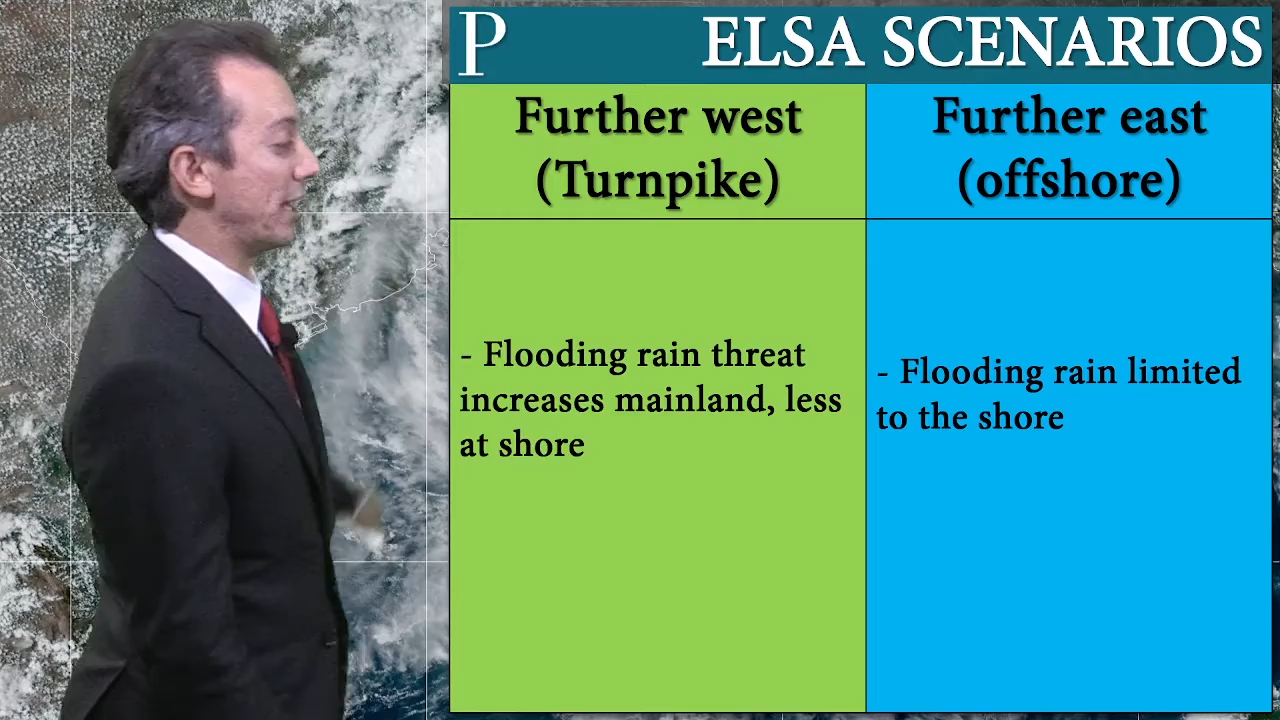 P
ELSA SCENARIOS
Further west
(Turnpike)
Further east
(offshore)
- Flooding rain threat
increases mainland, less
at shore
- Flooding rain limited
to the shore